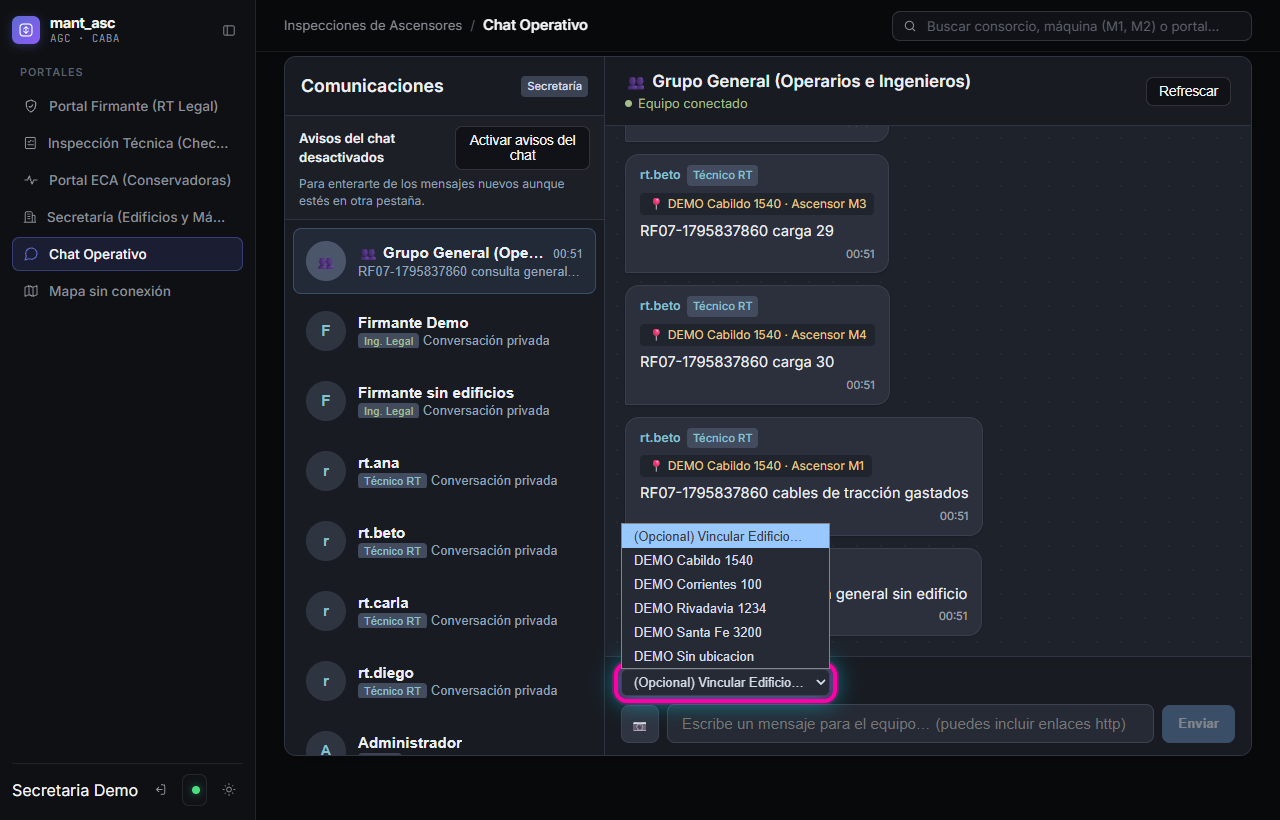 mant_asc
AGC · CABA
PORTALES
Portal Firmante (RT Legal)
Inspección Técnica (Chec...
Portal ECA (Conservadoras)
Secretaría (Edificios y Má...
Chat Operativo
Mapa sin conexión
Secretaria Demo
Inspecciones de Ascensores / Chat Operativo
Buscar consorcio, máquina (M1, M2) o portal...
Comunicaciones
Secretaría
Avisos del chat
desactivados
Activar avisos del
chat
Para enterarte de los mensajes nuevos aunque
estés en otra pestaña.
Grupo General (Ope... 00:51
RF07-1795837860 consulta general...
F
Firmante Demo
Ing. Legal Conversación privada
F
Firmante sin edificios
Ing. Legal Conversación privada
r
rt.ana
Técnico RT Conversación privada
r
rt.beto
Técnico RT Conversación privada
r
rt.carla
Técnico RT Conversación privada
r
rt.diego
Técnico RT Conversación privada
A
Administrador
Grupo General (Operarios e Ingenieros)
Equipo conectado
Refrescar
rt.beto Técnico RT
DEMO Cabildo 1540 · Ascensor M3
RF07-1795837860 carga 29
00:51
rt.beto Técnico RT
DEMO Cabildo 1540 · Ascensor M4
RF07-1795837860 carga 30
00:51
rt.beto Técnico RT
DEMO Cabildo 1540 · Ascensor M1
RF07-1795837860 cables de tracción gastados
00:51
general sin edificio
00:51
(Opcional) Vincular Edificio...
DEMO Cabildo 1540
DEMO Corrientes 100
DEMO Rivadavia 1234
DEMO Santa Fe 3200
DEMO Sin ubicacion
(Opcional) Vincular Edificio...
Escribe un mensaje para el equipo... (puedes incluir enlaces http)
Enviar